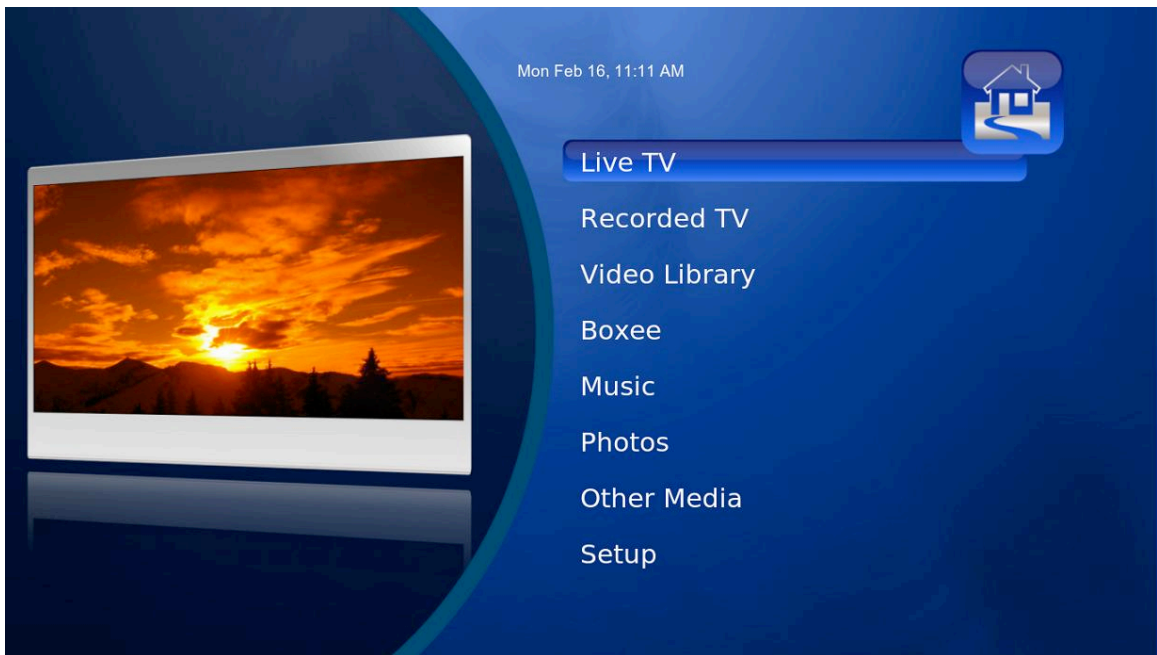 Mon Feb 16, 11:11 AM
Live TV
Recorded TV
Video Library
Boxee
Music
Photos
Other Media
Setup